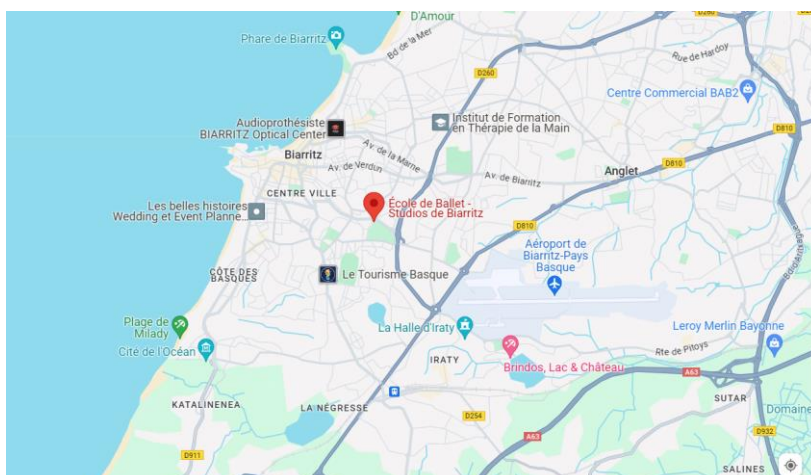 D'Amour
Phare de Biarritz
Bd de la Mer
D260
D260
Rue de Hardoy
Centre Commercial BAB2
D810
Audioprothésiste
BIARRITZ Optical Center
Institut de Formation
en Thérapie de la Main
Biarritz
Av. de la Marne
Av. de Verdun
D810
Anglet
Av. de Biarritz
CENTRE VILLE
Les belles histoires
Wedding et Event Planne...
École de Ballet -
Studios de Biarritz
D810
Aéroport de
Biarritz-Pays
Basque
CÔTE DES
BASQUES
Le Tourisme Basque
Plage de
Milady
La Halle d'Iraty
Leroy Merlin Bayonne
Cité de l'Océan
IRATY
Brindos, Lac & Château
Rte de Pitoys
A63
KATALINENEA
LA NÉGRESSE
D254
SUTAR
Domaine
A63
D932
D911
SALINES